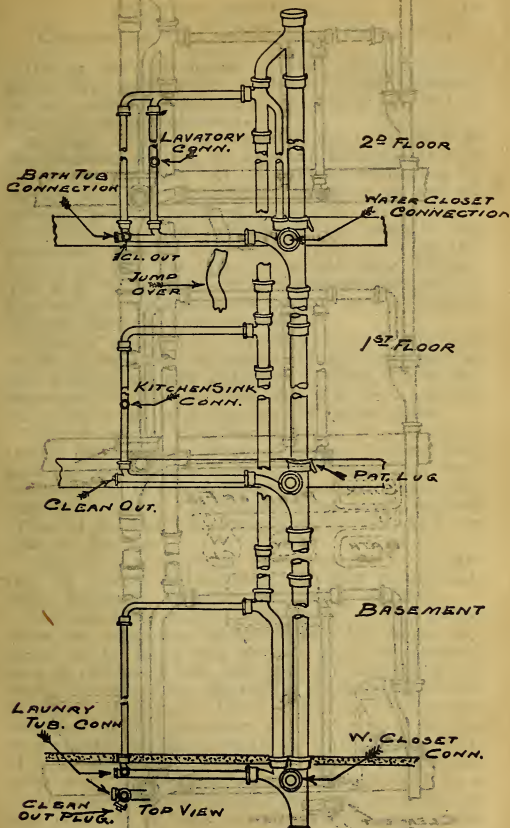 LAVATORY
CONN.
2D FLOOR
BATH TUB
CONNECTION
WATER CLOSET
CONNECTION
CL. OUT
JUMP
OVER
1ST FLOOR
KITCHEN SINK
CONN.
PAT. LUG
CLEAN OUT.
BASEMENT
LAUNRY
TUB. CONN
W. CLOSET
CONN.
CLEAN
OUT PLUG.
TOP VIEW